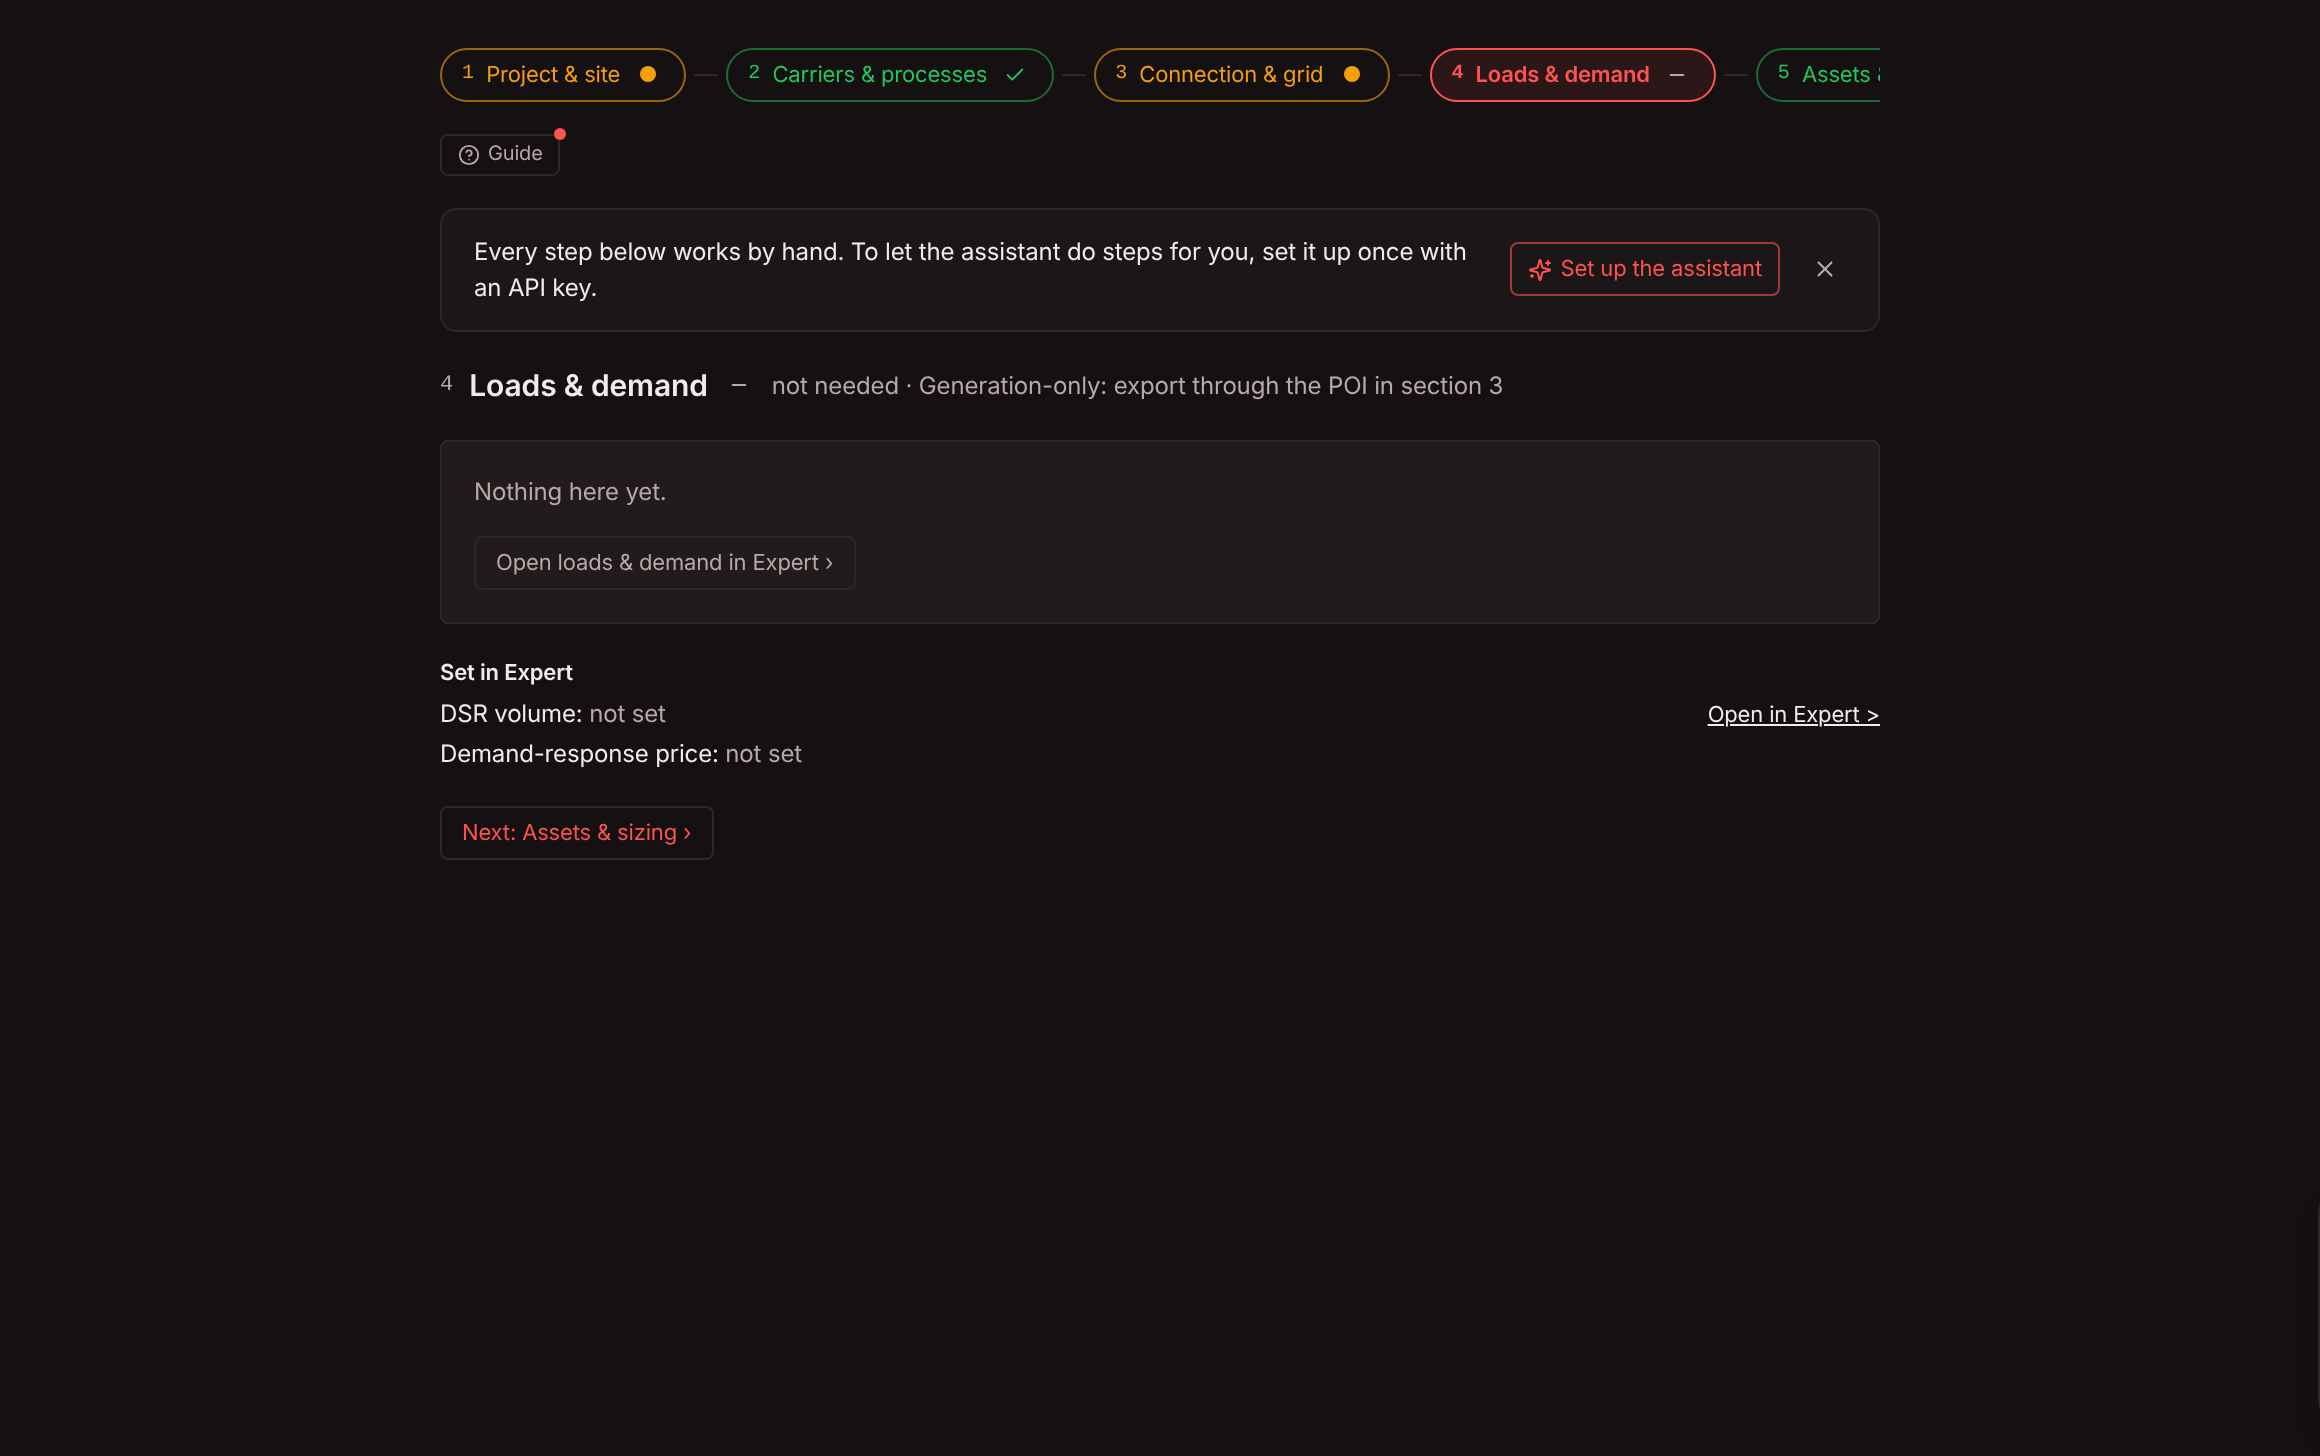 1 Project & site
2 Carriers & processes
3 Connection & grid
4 Loads & demand
5 Assets
Guide
Every step below works by hand. To let the assistant do steps for you, set it up once with
an API key.
Set up the assistant
4 Loads & demand – not needed · Generation-only: export through the POI in section 3
Nothing here yet.
Open loads & demand in Expert ›
Set in Expert
DSR volume: not set
Open in Expert >
Demand-response price: not set
Next: Assets & sizing ›